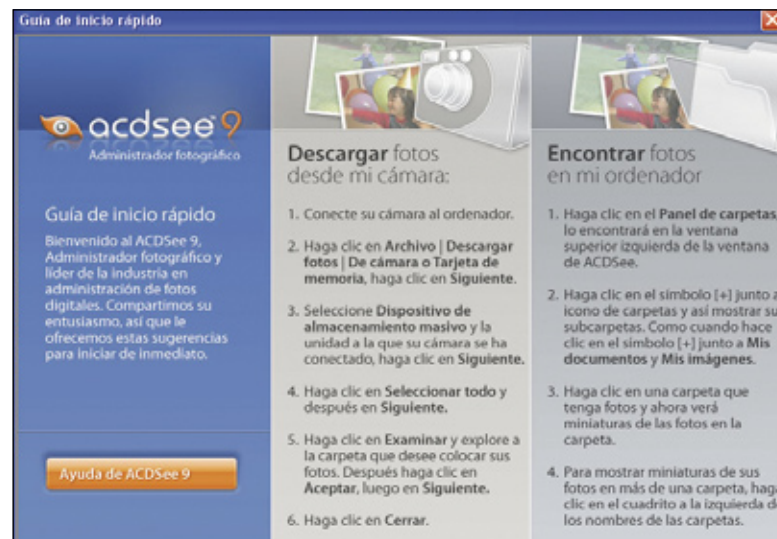 Guía de inicio rápido
acdsee 9
Administrador fotográfico
Guía de inicio rápido
Bienvenido al ACDSee 9,
Administrador fotográfico y
líder de la industria en
administración de fotos
digitales. Compartimos su
entusiasmo, así que le
ofrecemos estas sugerencias
para iniciar de inmediato.
Ayuda de ACDSee 9
Descargar fotos
desde mi cámara:
1. Conecte su cámara al ordenador.
2. Haga clic en Archivo | Descargar
fotos | De cámara o Tarjeta de
memoria, haga clic en Siguiente.
3. Seleccione Dispositivo de
almacenamiento masivo y la
unidad a la que su cámara se ha
conectado, haga clic en Siguiente.
4. Haga clic en Seleccionar todo y
después en Siguiente.
5. Haga clic en Examinar y explore a
la carpeta que desee colocar sus
fotos. Después haga clic en
Aceptar, luego en Siguiente.
6. Haga clic en Cerrar.
Encontrar fotos
en mi ordenador
1. Haga clic en el Panel de carpetas,
lo encontrará en la ventana
superior izquierda de la ventana
de ACDSee.
2. Haga clic en el símbolo [+] junto a
icono de carpetas y así mostrar su
subcarpetas. Como cuando hace
clic en el símbolo [+] junto a Mis
documentos y Mis imágenes.
3. Haga clic en una carpeta que
tenga fotos y ahora verá
miniaturas de las fotos en la
carpeta.
4. Para mostrar miniaturas de sus
fotos en más de una carpeta, haga
clic en el cuadrito a la izquierda de
los nombres de las carpetas.